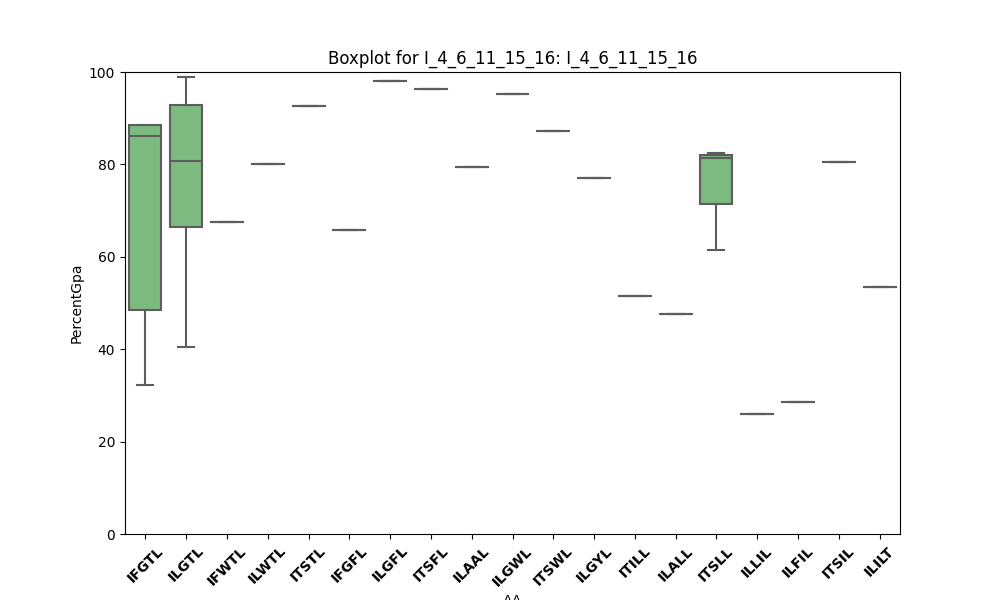 Boxplot for I_4_6_11_15_16: I_4_6_11_15_16
100
80
60
40
20
0
PercentGpa
IFGTL
ILGTL
IFWTL
ILWTL
ITSTL
IFGFL
ILGFL
ITSFL
ILAAL
ILGWL
ITSWL
ILGYL
ITILL
ILALL
ITSLL
ILLIL
ILFIL
ITSIL
ILILT
AA